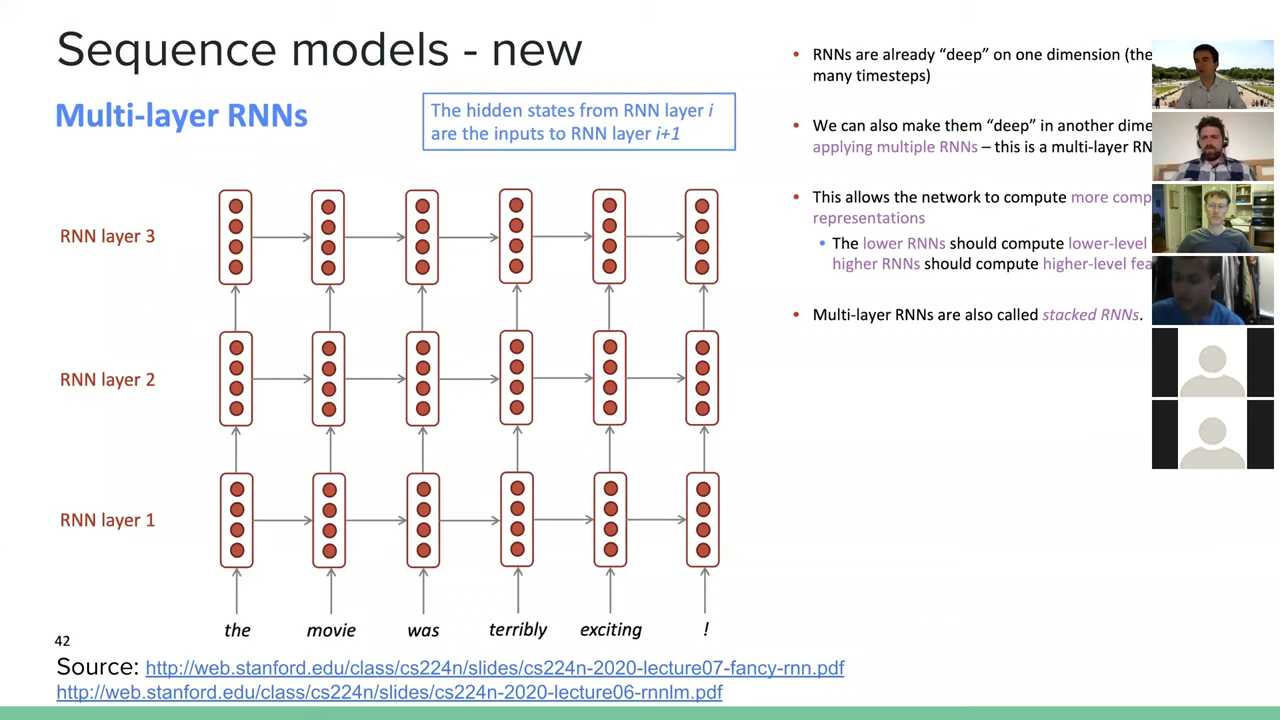 Sequence models - new
Multi-layer RNNs
The hidden states from RNN layer i
are the inputs to RNN layer i+1
RNN layer 3
RNN layer 2
RNN layer 1
the movie was terribly exciting !
• RNNs are already “deep” on one dimension
many timesteps)
• We can also make them “deep” in another
applying multiple RNNs – this is a multi-layer
• This allows the network to compute more
representations
• The lower RNNs should compute lower-level
higher RNNs should compute higher-level
• Multi-layer RNNs are also called stacked RNNs.
42
Source: http://web.stanford.edu/class/cs224n/slides/cs224n-2020-lecture07-fancy-rnn.pdf
http://web.stanford.edu/class/cs224n/slides/cs224n-2020-lecture06-rnnlm.pdf